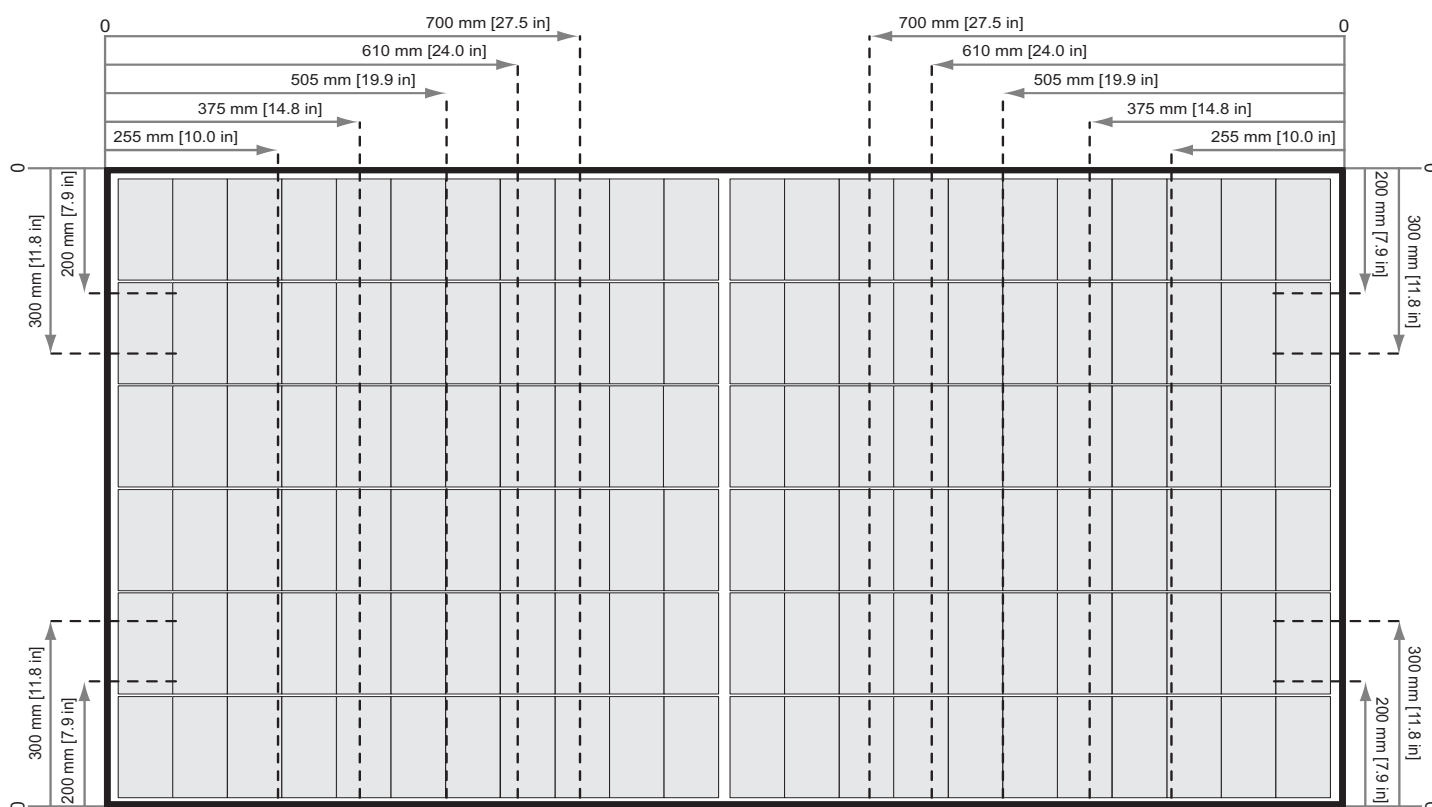 0
700 mm [27.5 in]
700 mm [27.5 in]
0
610 mm [24.0 in]
610 mm [24.0 in]
505 mm [19.9 in]
505 mm [19.9 in]
375 mm [14.8 in]
375 mm [14.8 in]
255 mm [10.0 in]
255 mm [10.0 in]
0
0
300 mm [11.8 in]
200 mm [7.9 in]
200 mm [7.9 in]
300 mm [11.8 in]
300 mm [11.8 in]
200 mm [7.9 in]
200 mm [7.9 in]
300 mm [11.8 in]
0
0